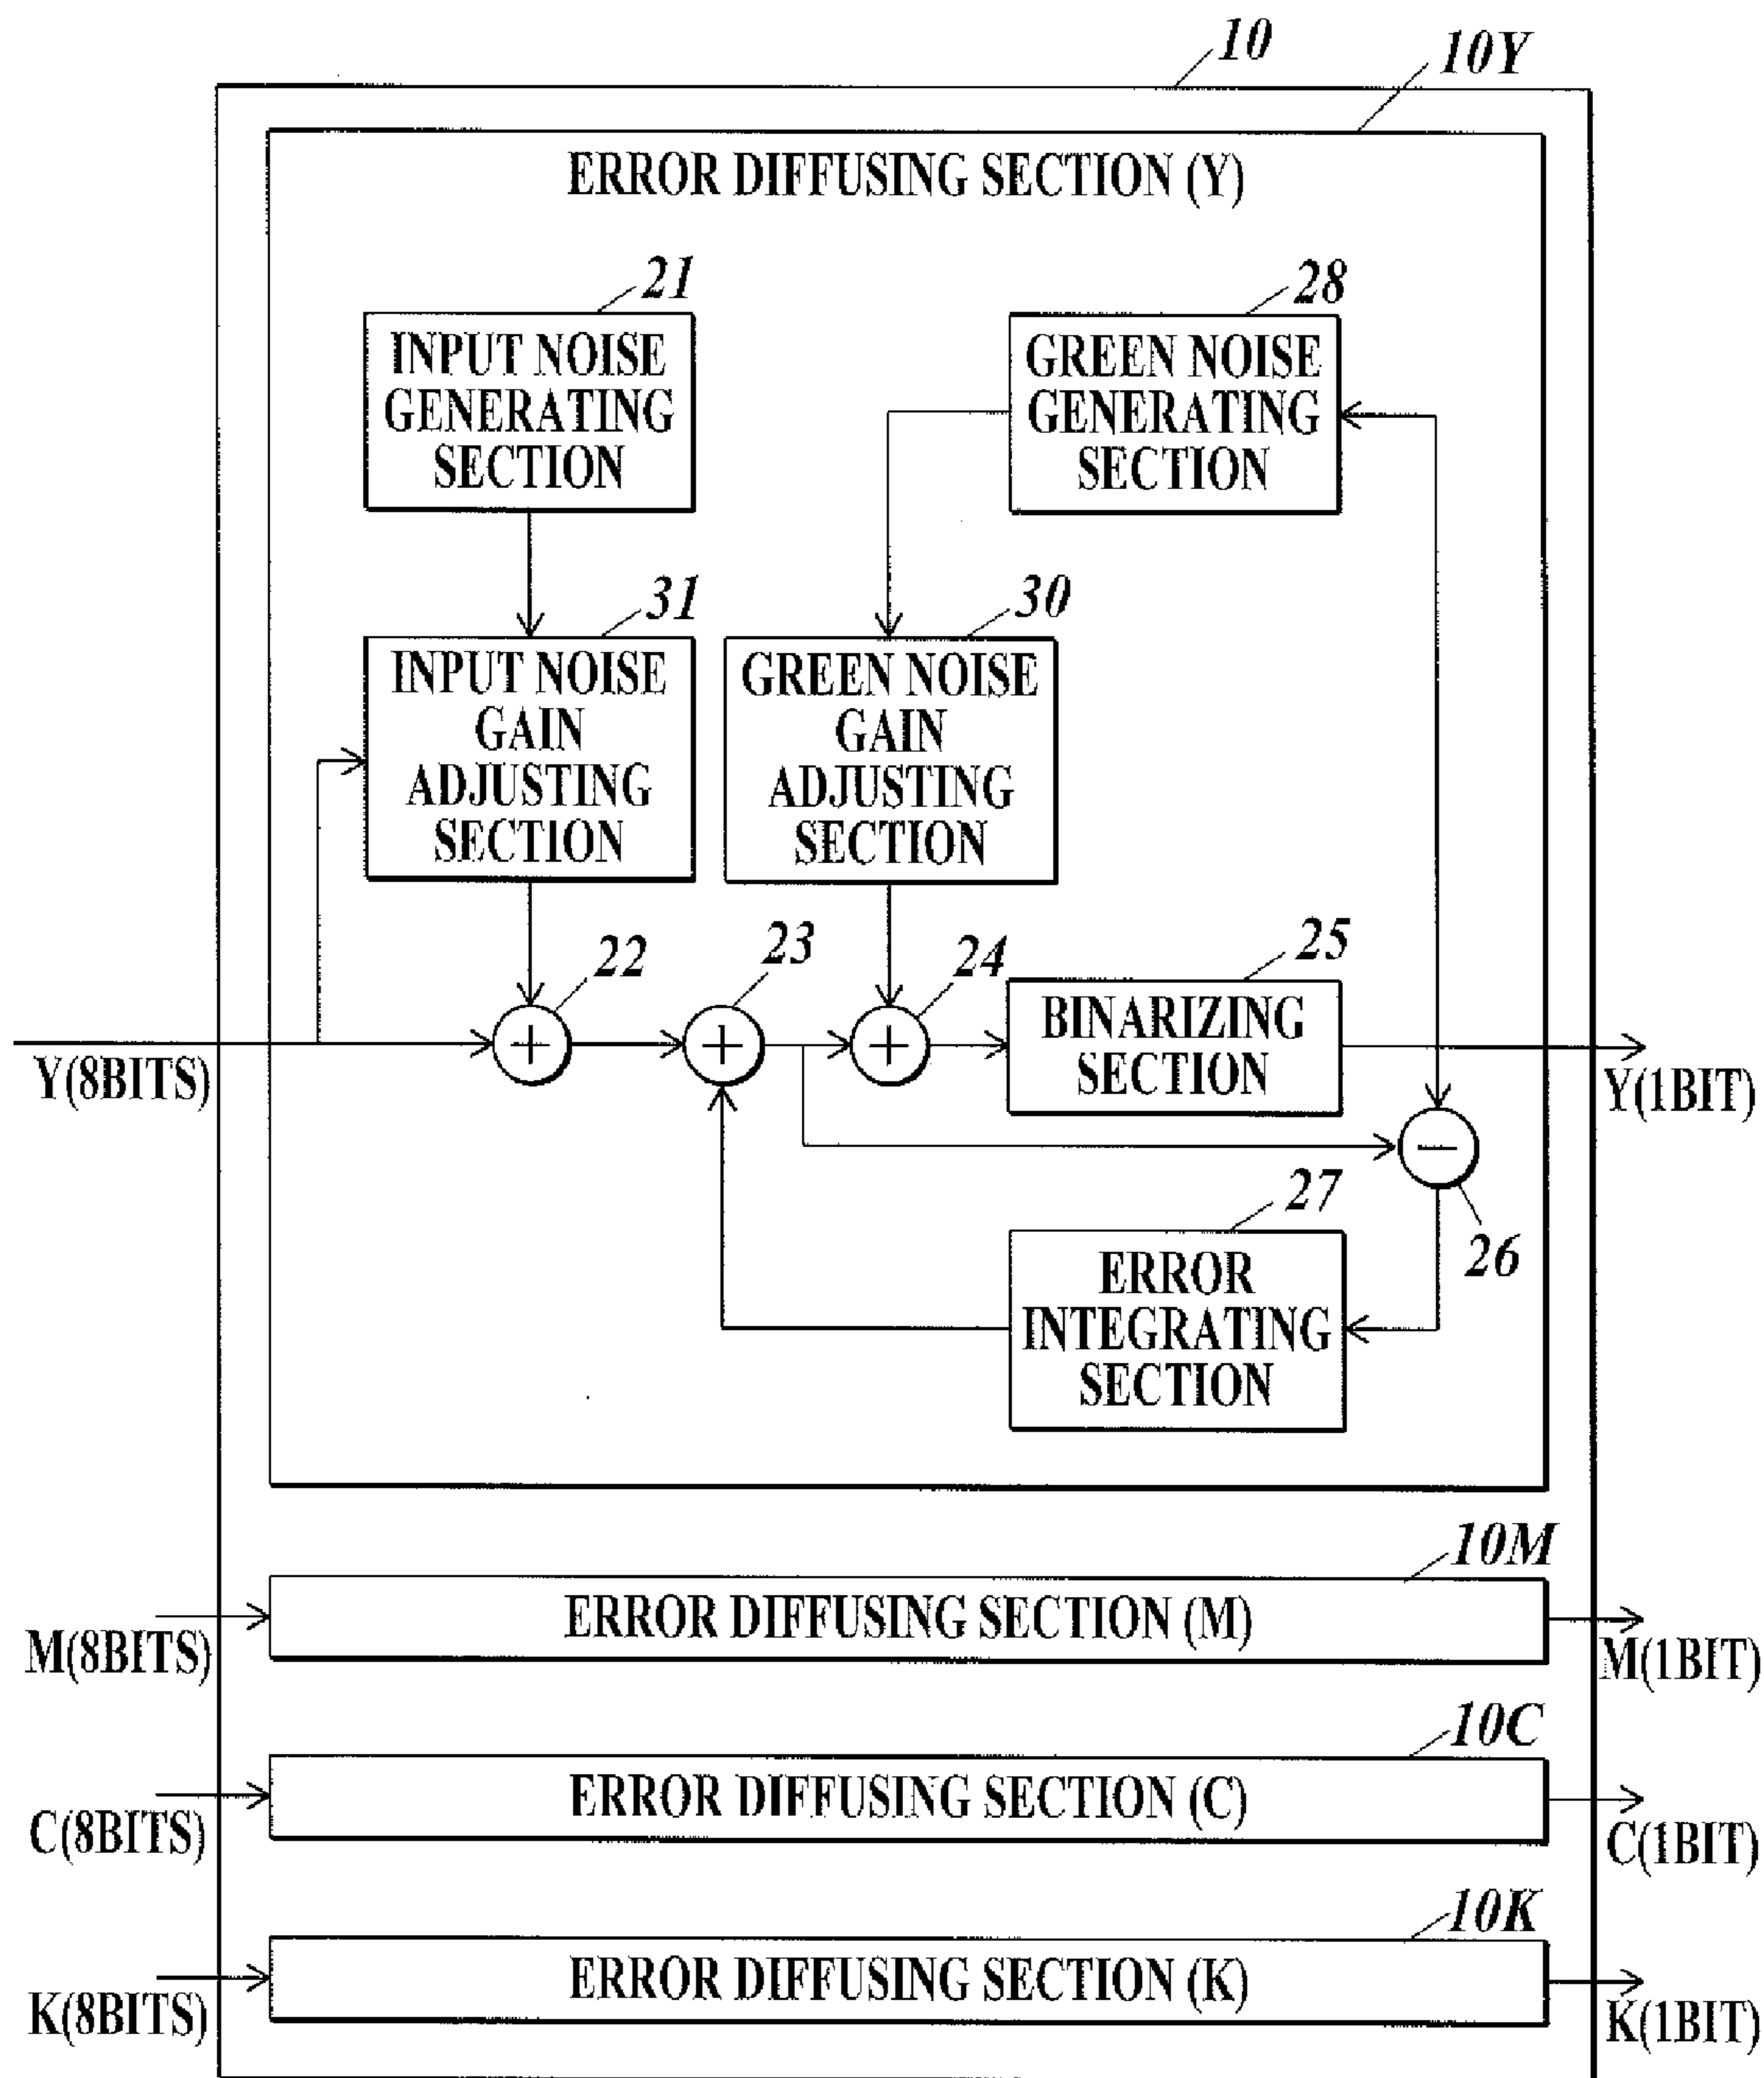 10
10Y
ERROR DIFFUSING SECTION (Y)
21
28
INPUT NOISE
GENERATING
SECTION
GREEN NOISE
GENERATING
SECTION
31
30
INPUT NOISE
GAIN
ADJUSTING
SECTION
GREEN NOISE
GAIN
ADJUSTING
SECTION
22
23
24
25
BINARIZING
SECTION
Y(8BITS)
Y(1BIT)
27
26
ERROR
INTEGRATING
SECTION
10M
ERROR DIFFUSING SECTION (M)
M(8BITS)
M(1BIT)
10C
ERROR DIFFUSING SECTION (C)
C(8BITS)
C(1BIT)
10K
ERROR DIFFUSING SECTION (K)
K(8BITS)
K(1BIT)